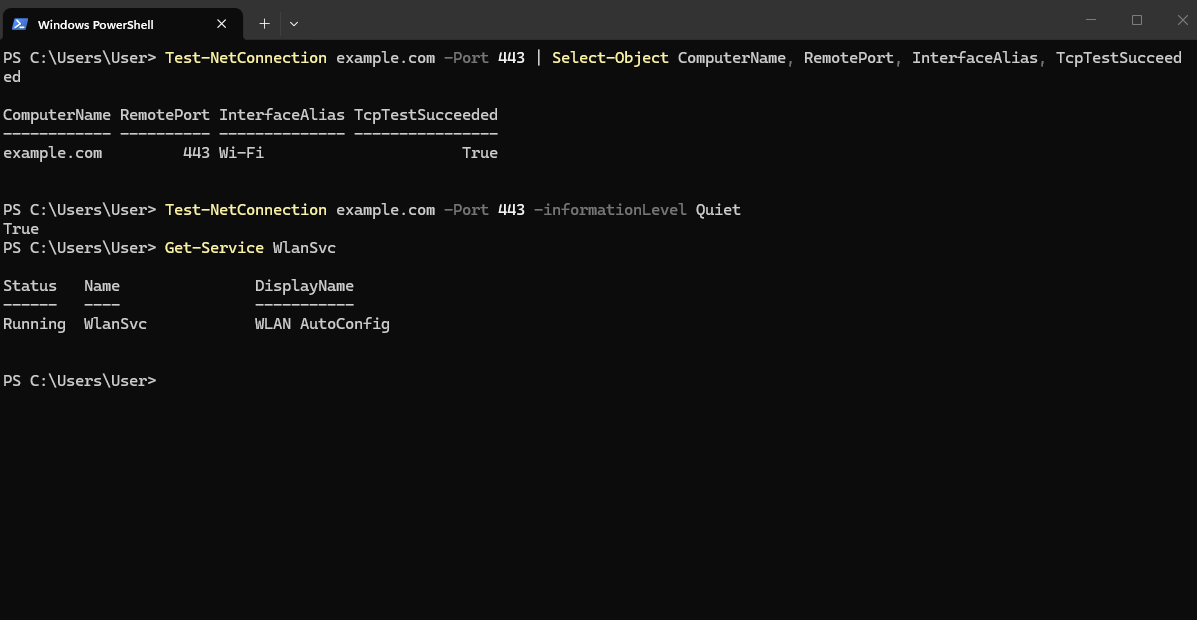 Windows PowerShell
PS C:\Users\User> Test-NetConnection example.com -Port 443 | Select-Object ComputerName, RemotePort, InterfaceAlias, TcpTestSucceed
ed
ComputerName RemotePort InterfaceAlias TcpTestSucceeded
------------ ---------- -------------- ----------------
example.com         443 Wi-Fi                      True
PS C:\Users\User> Test-NetConnection example.com -Port 443 -informationLevel Quiet
True
PS C:\Users\User> Get-Service WlanSvc
Status   Name               DisplayName
------   ----               -----------
Running  WlanSvc            WLAN AutoConfig
PS C:\Users\User>